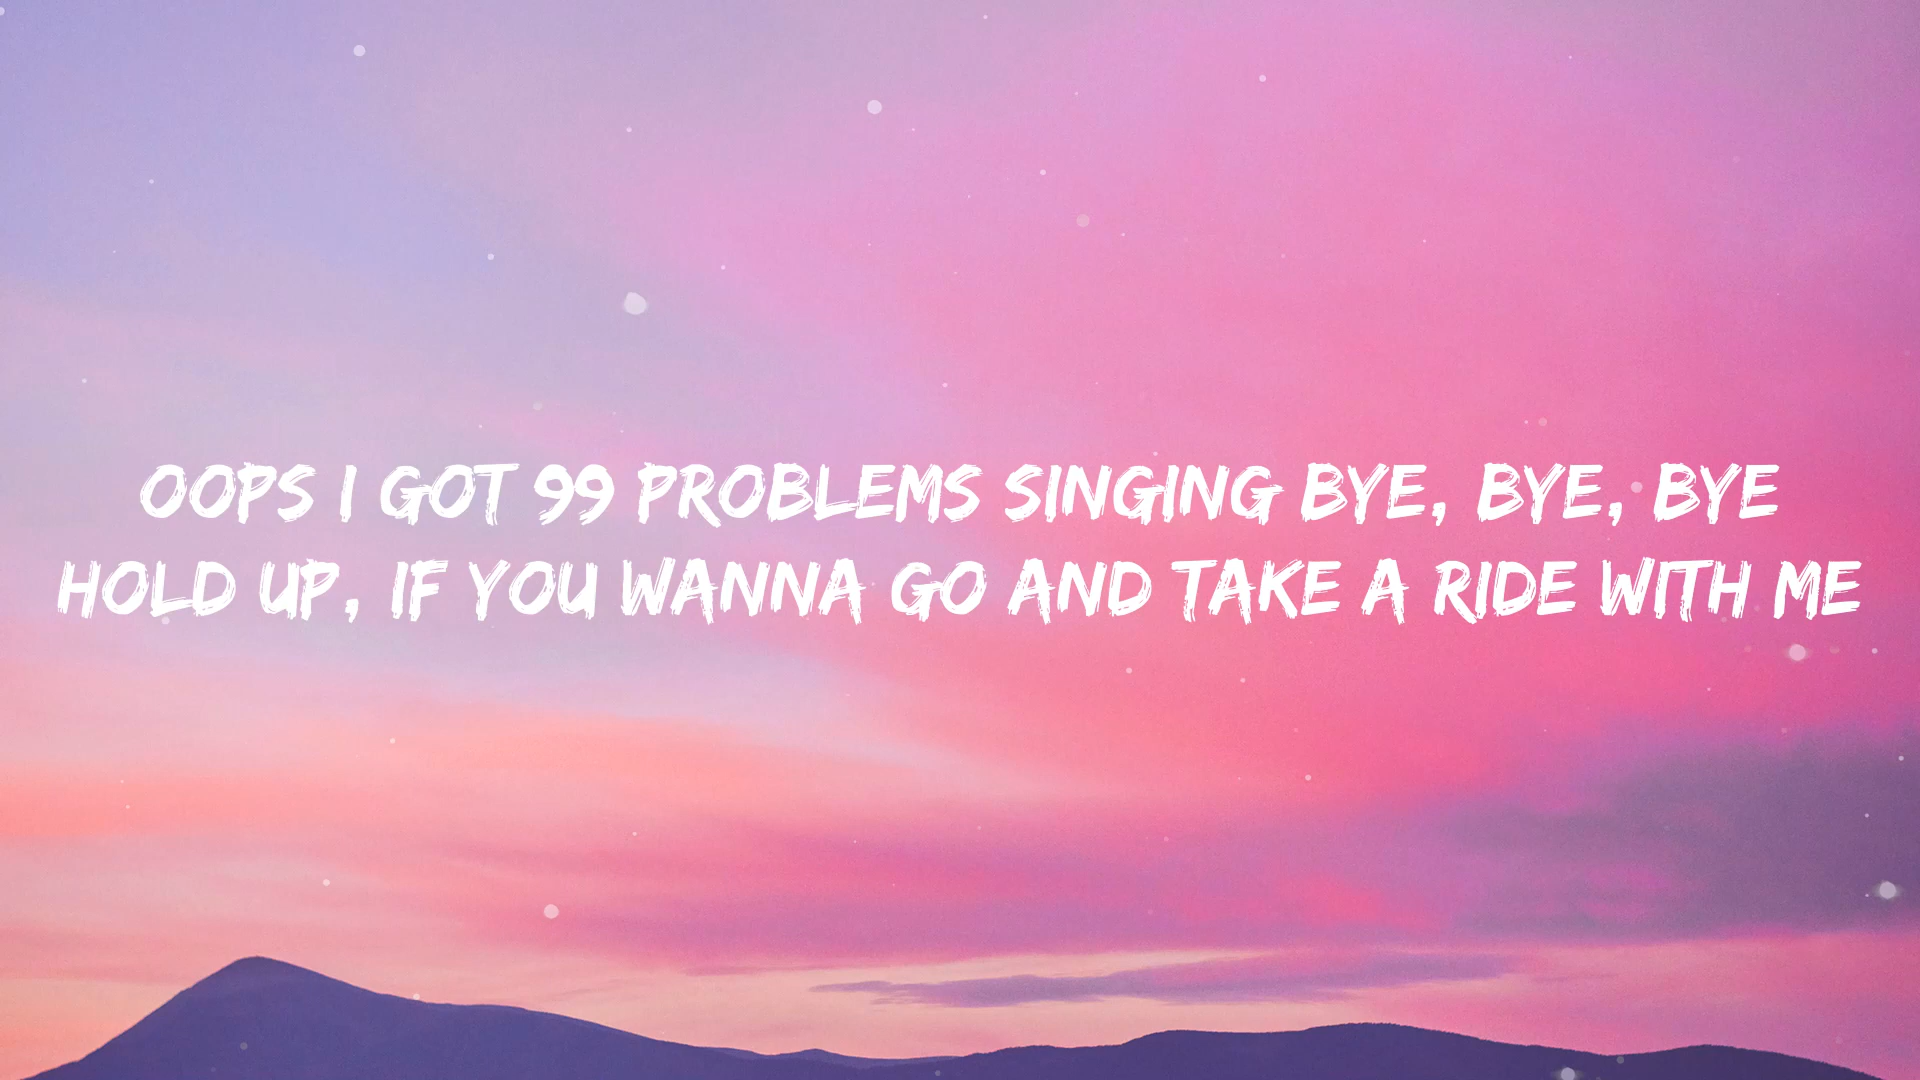 OOPS I GOT 99 PROBLEMS SINGING BYE, BYE, BYE
HOLD UP, IF YOU WANNA GO AND TAKE A RIDE WITH ME